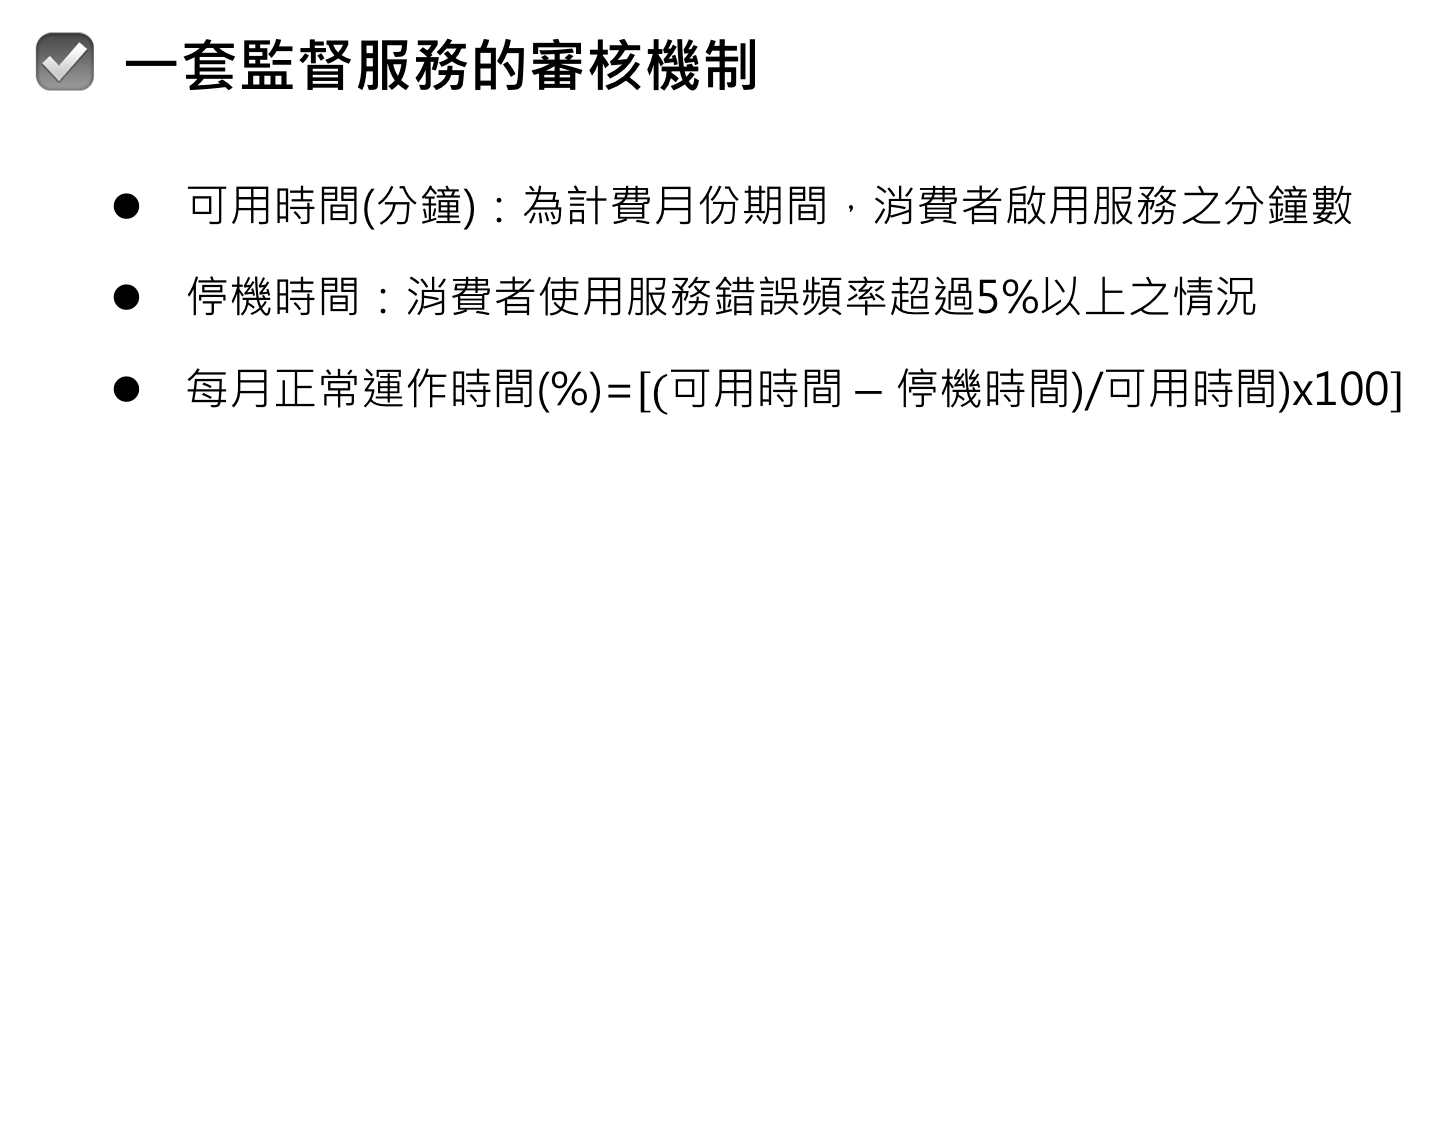 一套監督服務的審核機制
● 可用時間(分鐘)：為計費月份期間，消費者啟用服務之分鐘數
● 停機時間：消費者使用服務錯誤頻率超過5%以上之情況
● 每月正常運作時間(%)=[(可用時間 – 停機時間)/可用時間)x100]